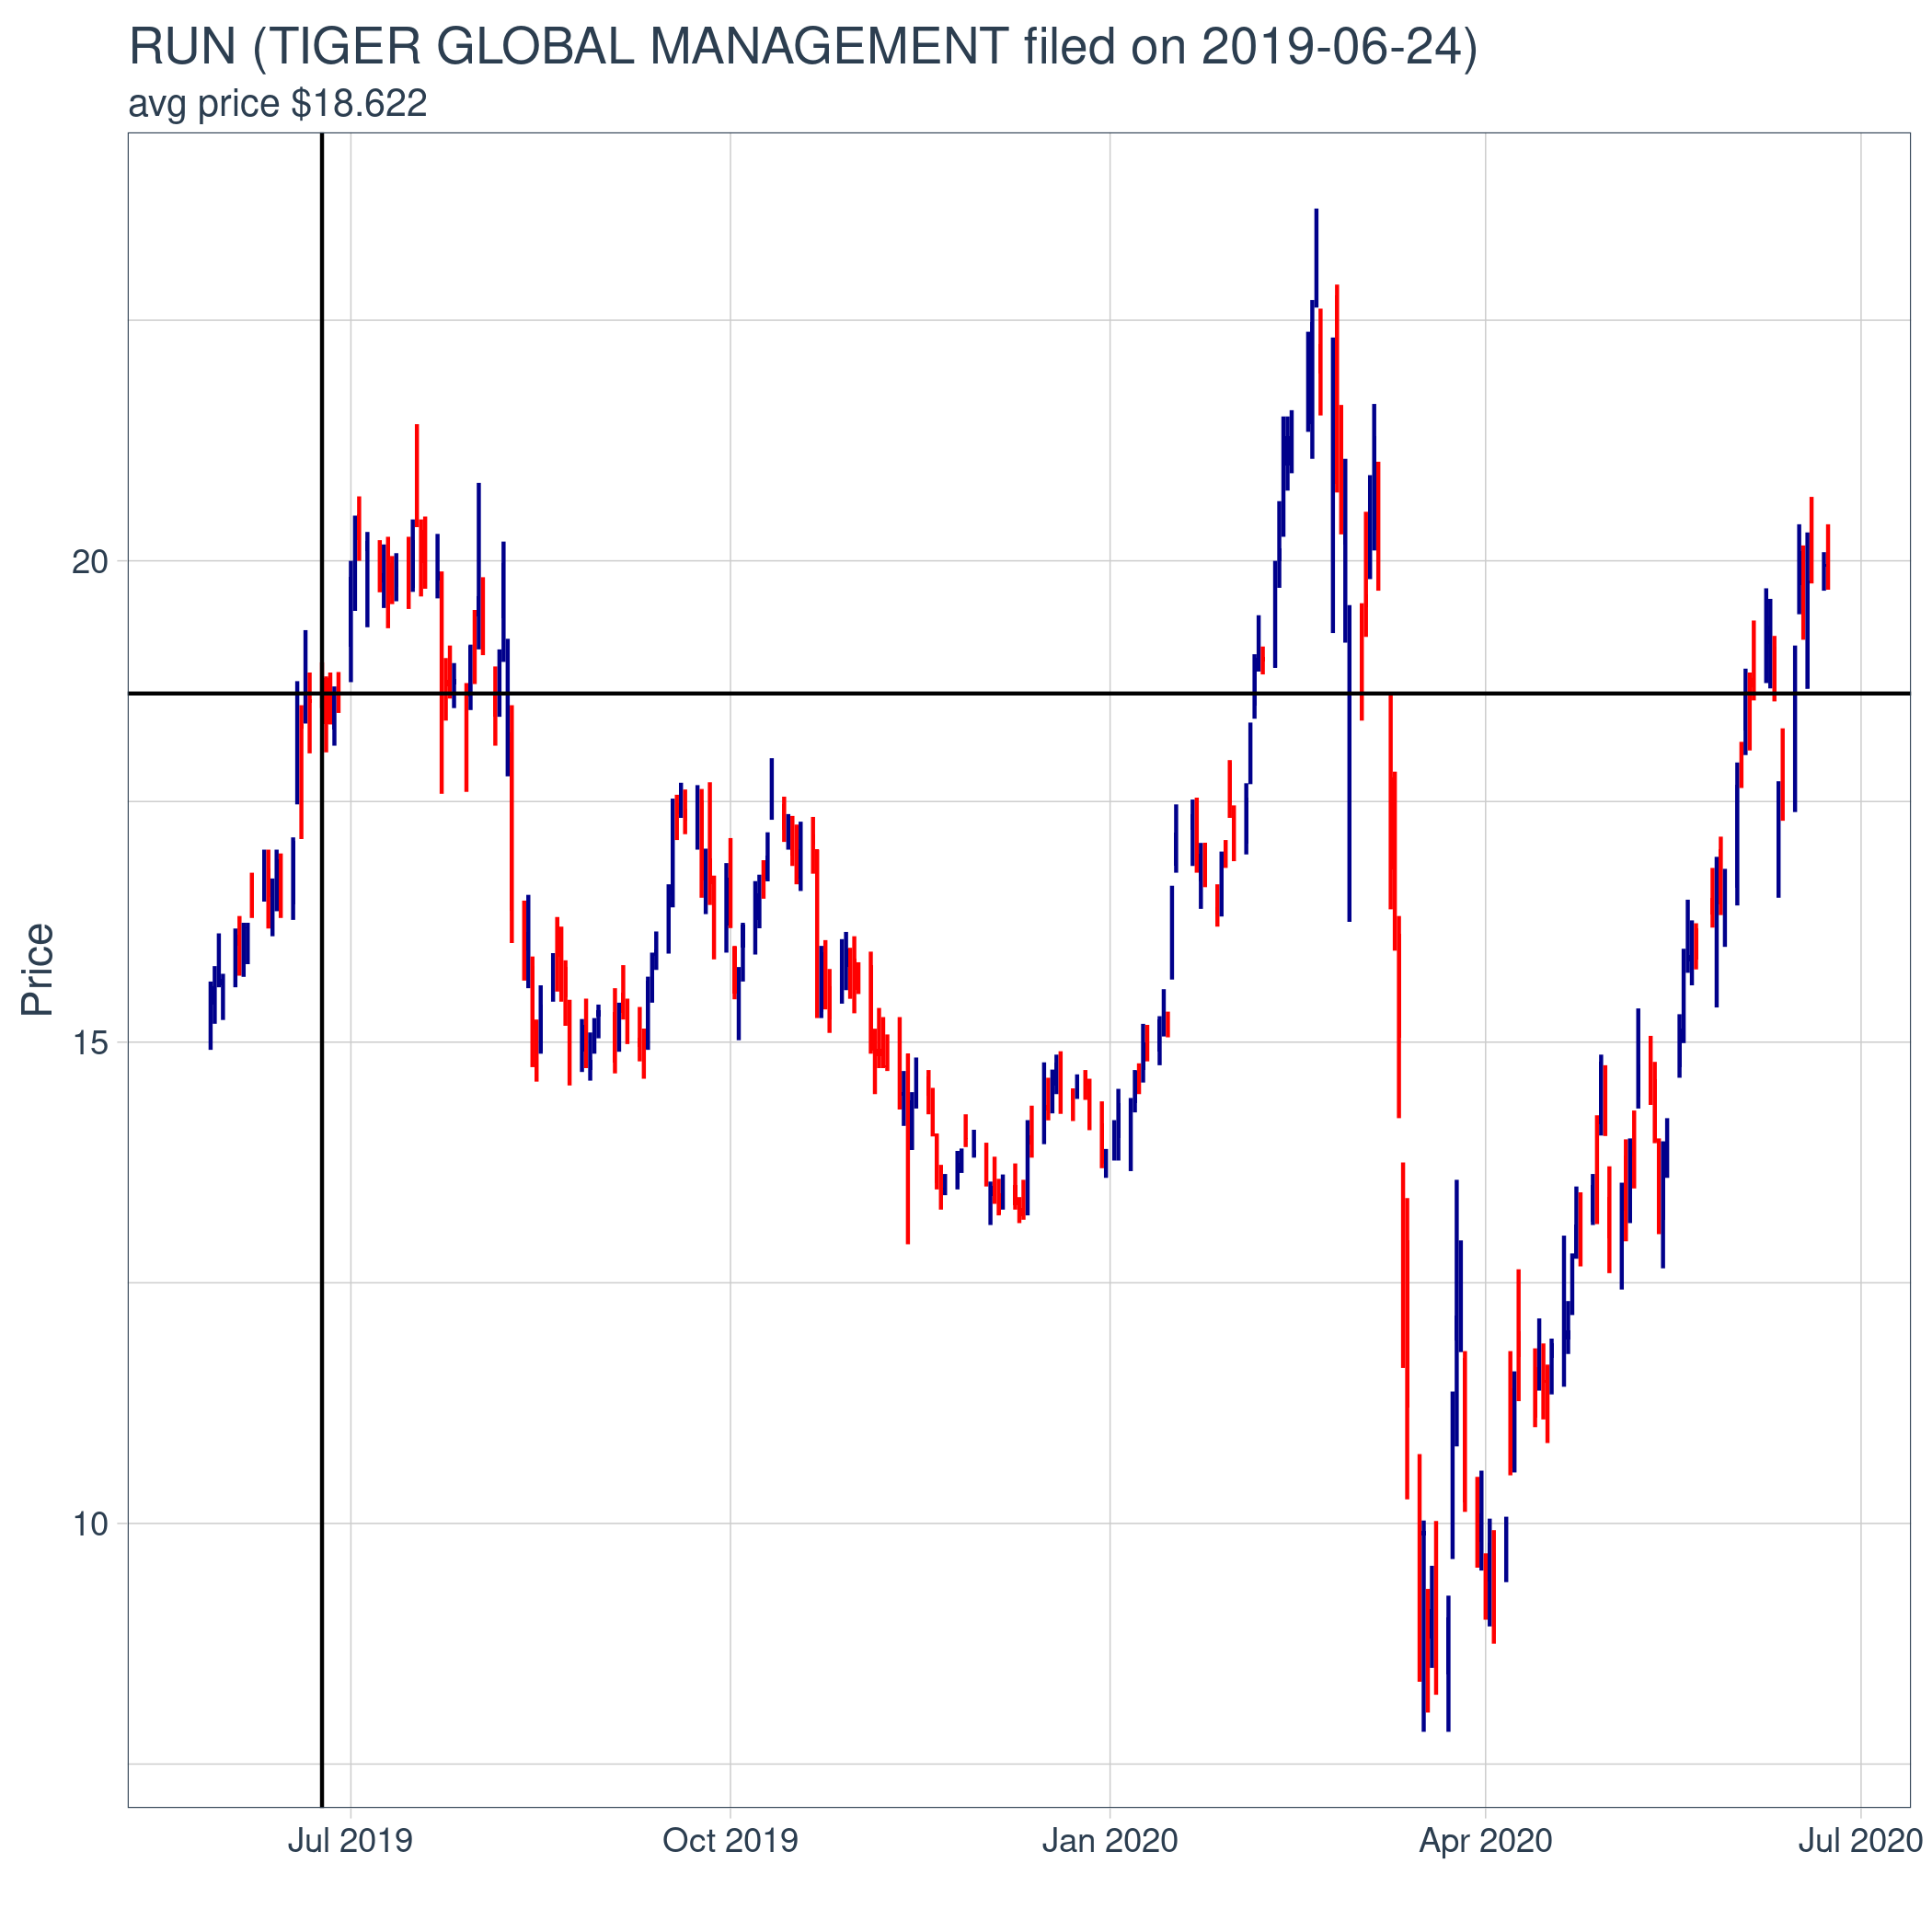 RUN (TIGER GLOBAL MANAGEMENT filed on 2019-06-24)
avg price $18.622
Price
20
15
10
Jul 2019
Oct 2019
Jan 2020
Apr 2020
Jul 2020